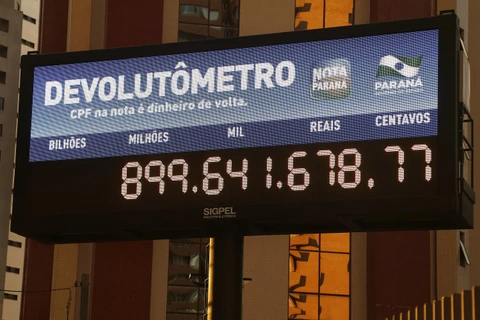 DEVOLUTÔMETRO
CPF na nota é dinheiro de volta.
NOTA
PARANÁ
PARANÁ
BILHÕES MILHÕES MIL REAIS CENTAVOS
899.641.678,77
SIGPEL